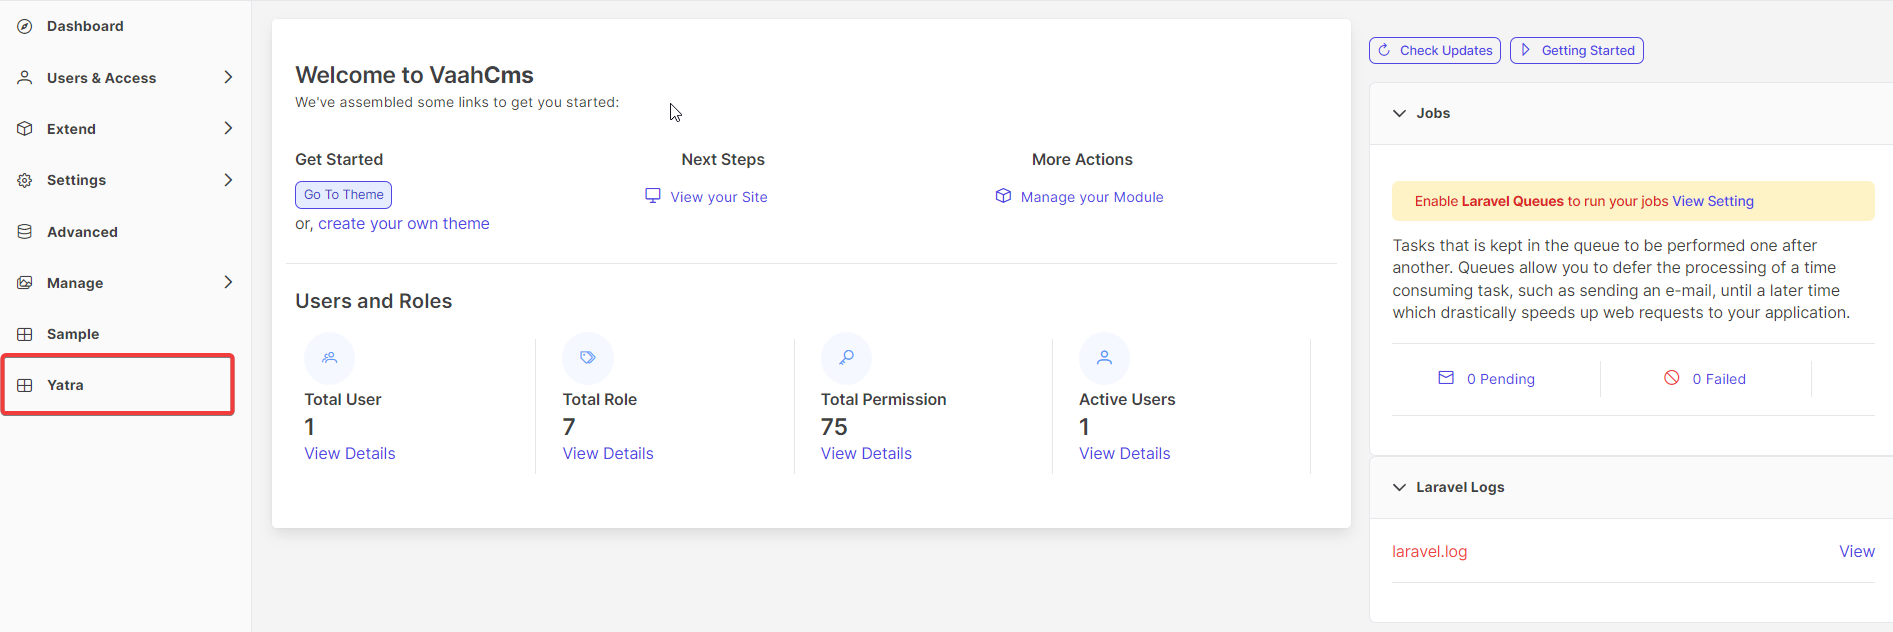 Dashboard
Users & Access
Extend
Settings
Advanced
Manage
Sample
Yatra
Welcome to VaahCms
We've assembled some links to get you started:
Get Started
Go To Theme
or, create your own theme
Next Steps
View your Site
More Actions
Manage your Module
Users and Roles
Total User
1
View Details
Total Role
7
View Details
Total Permission
75
View Details
Active Users
1
View Details
Check Updates
Getting Started
Jobs
Enable Laravel Queues to run your jobs View Setting
Tasks that is kept in the queue to be performed one after
another. Queues allow you to defer the processing of a time
consuming task, such as sending an e-mail, until a later time
which drastically speeds up web requests to your application.
0 Pending
0 Failed
Laravel Logs
laravel.log
View